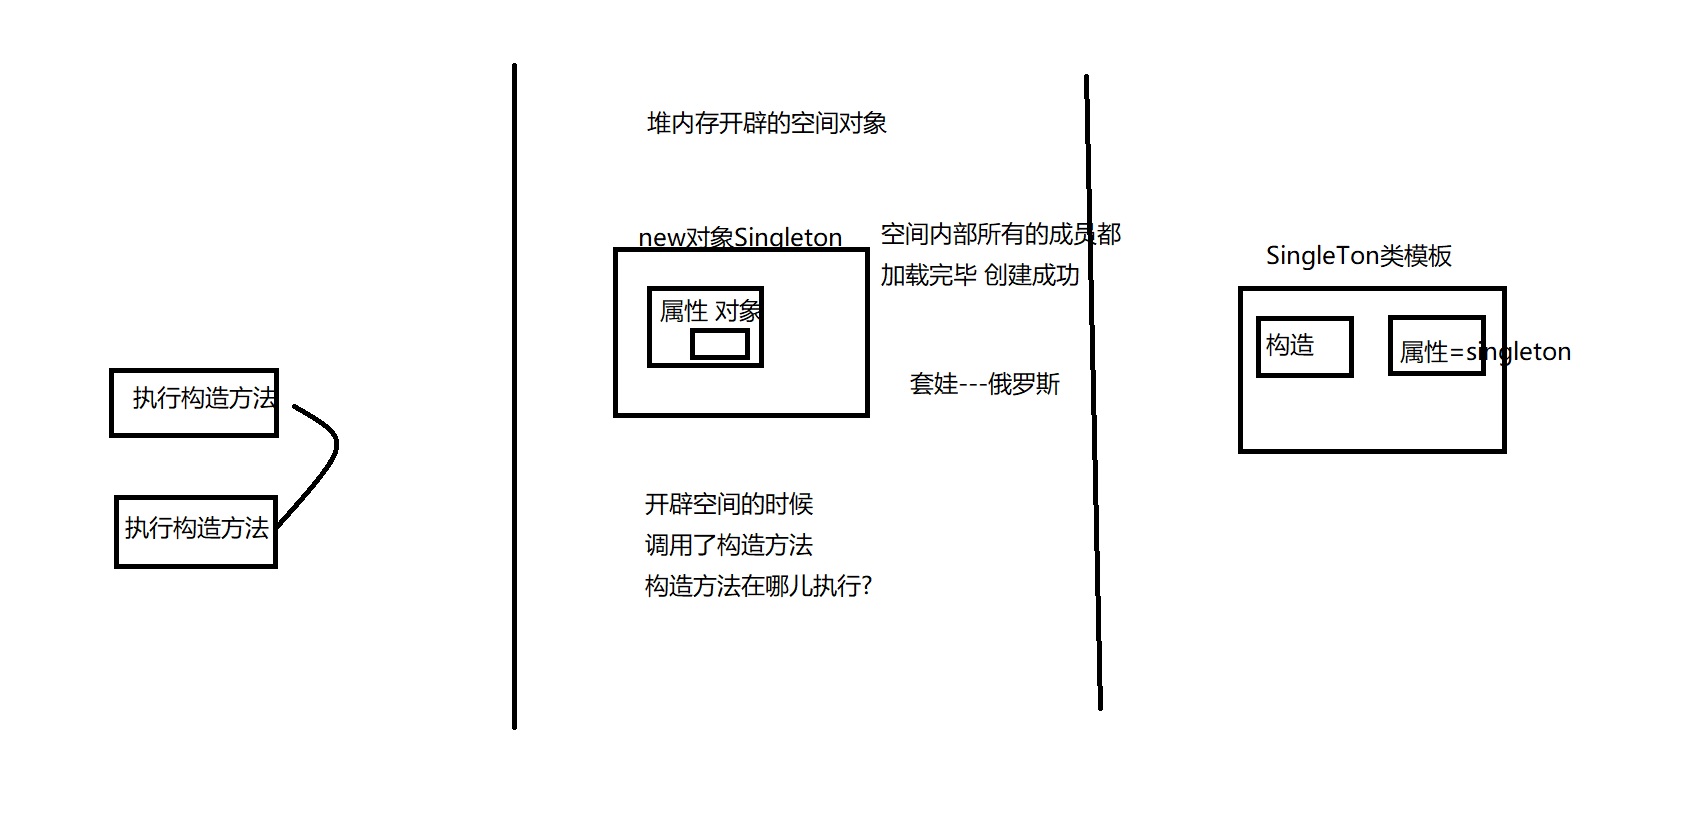 执行构造方法
执行构造方法
堆内存开辟的空间对象
new对象Singleton
空间内部所有的成员都
加载完毕 创建成功
属性 对象
套娃---俄罗斯
开辟空间的时候
调用了构造方法
构造方法在哪儿执行?
SingleTon类模板
构造
属性=singleton